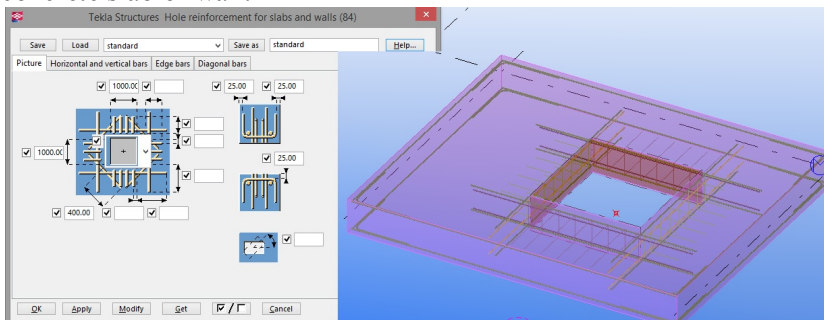 Tekla Structures Hole reinforcement for slabs and walls (84)
Save Load standard Save as standard Help...
Picture Horizontal and vertical bars Edge bars Diagonal bars
1000.0( 25.00 25.00
1000.0( 25.00
400.00
OK Apply Modify Get / Cancel